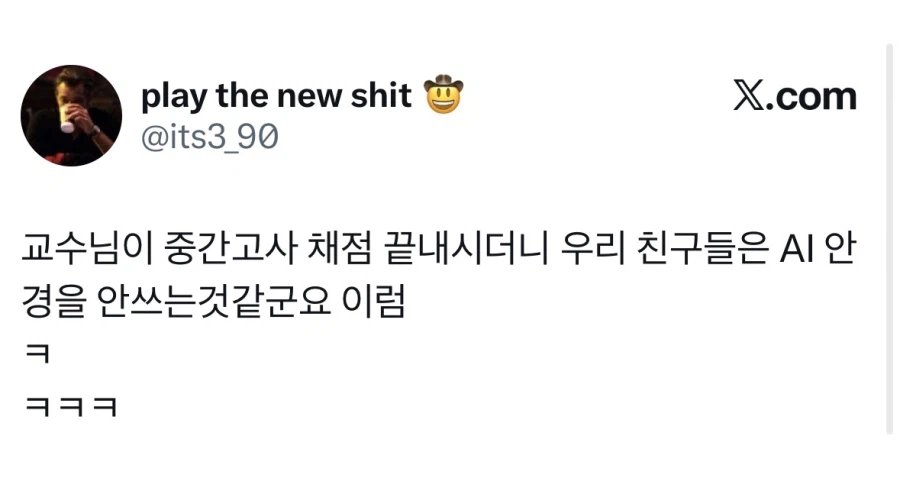 play the new shit 🤠
X.com
@its3_90
교수님이 중간고사 채점 끝내시더니 우리 친구들은 AI 안
경을 안쓰는것같군요 이럼
ㅋ
ㅋㅋㅋ